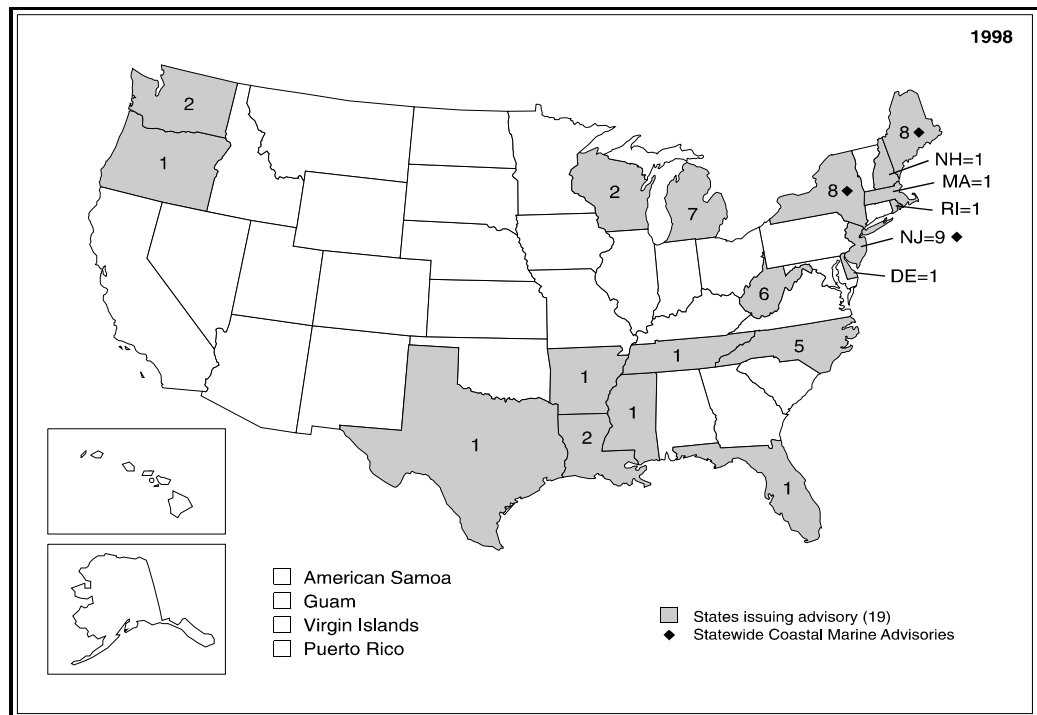 1998
2
1
2
7
8
8
NH=1
MA=1
RI=1
NJ=9
DE=1
6
5
1
1
1
2
1
1
American Samoa
Guam
Virgin Islands
Puerto Rico
States issuing advisory (19)
Statewide Coastal Marine Advisories